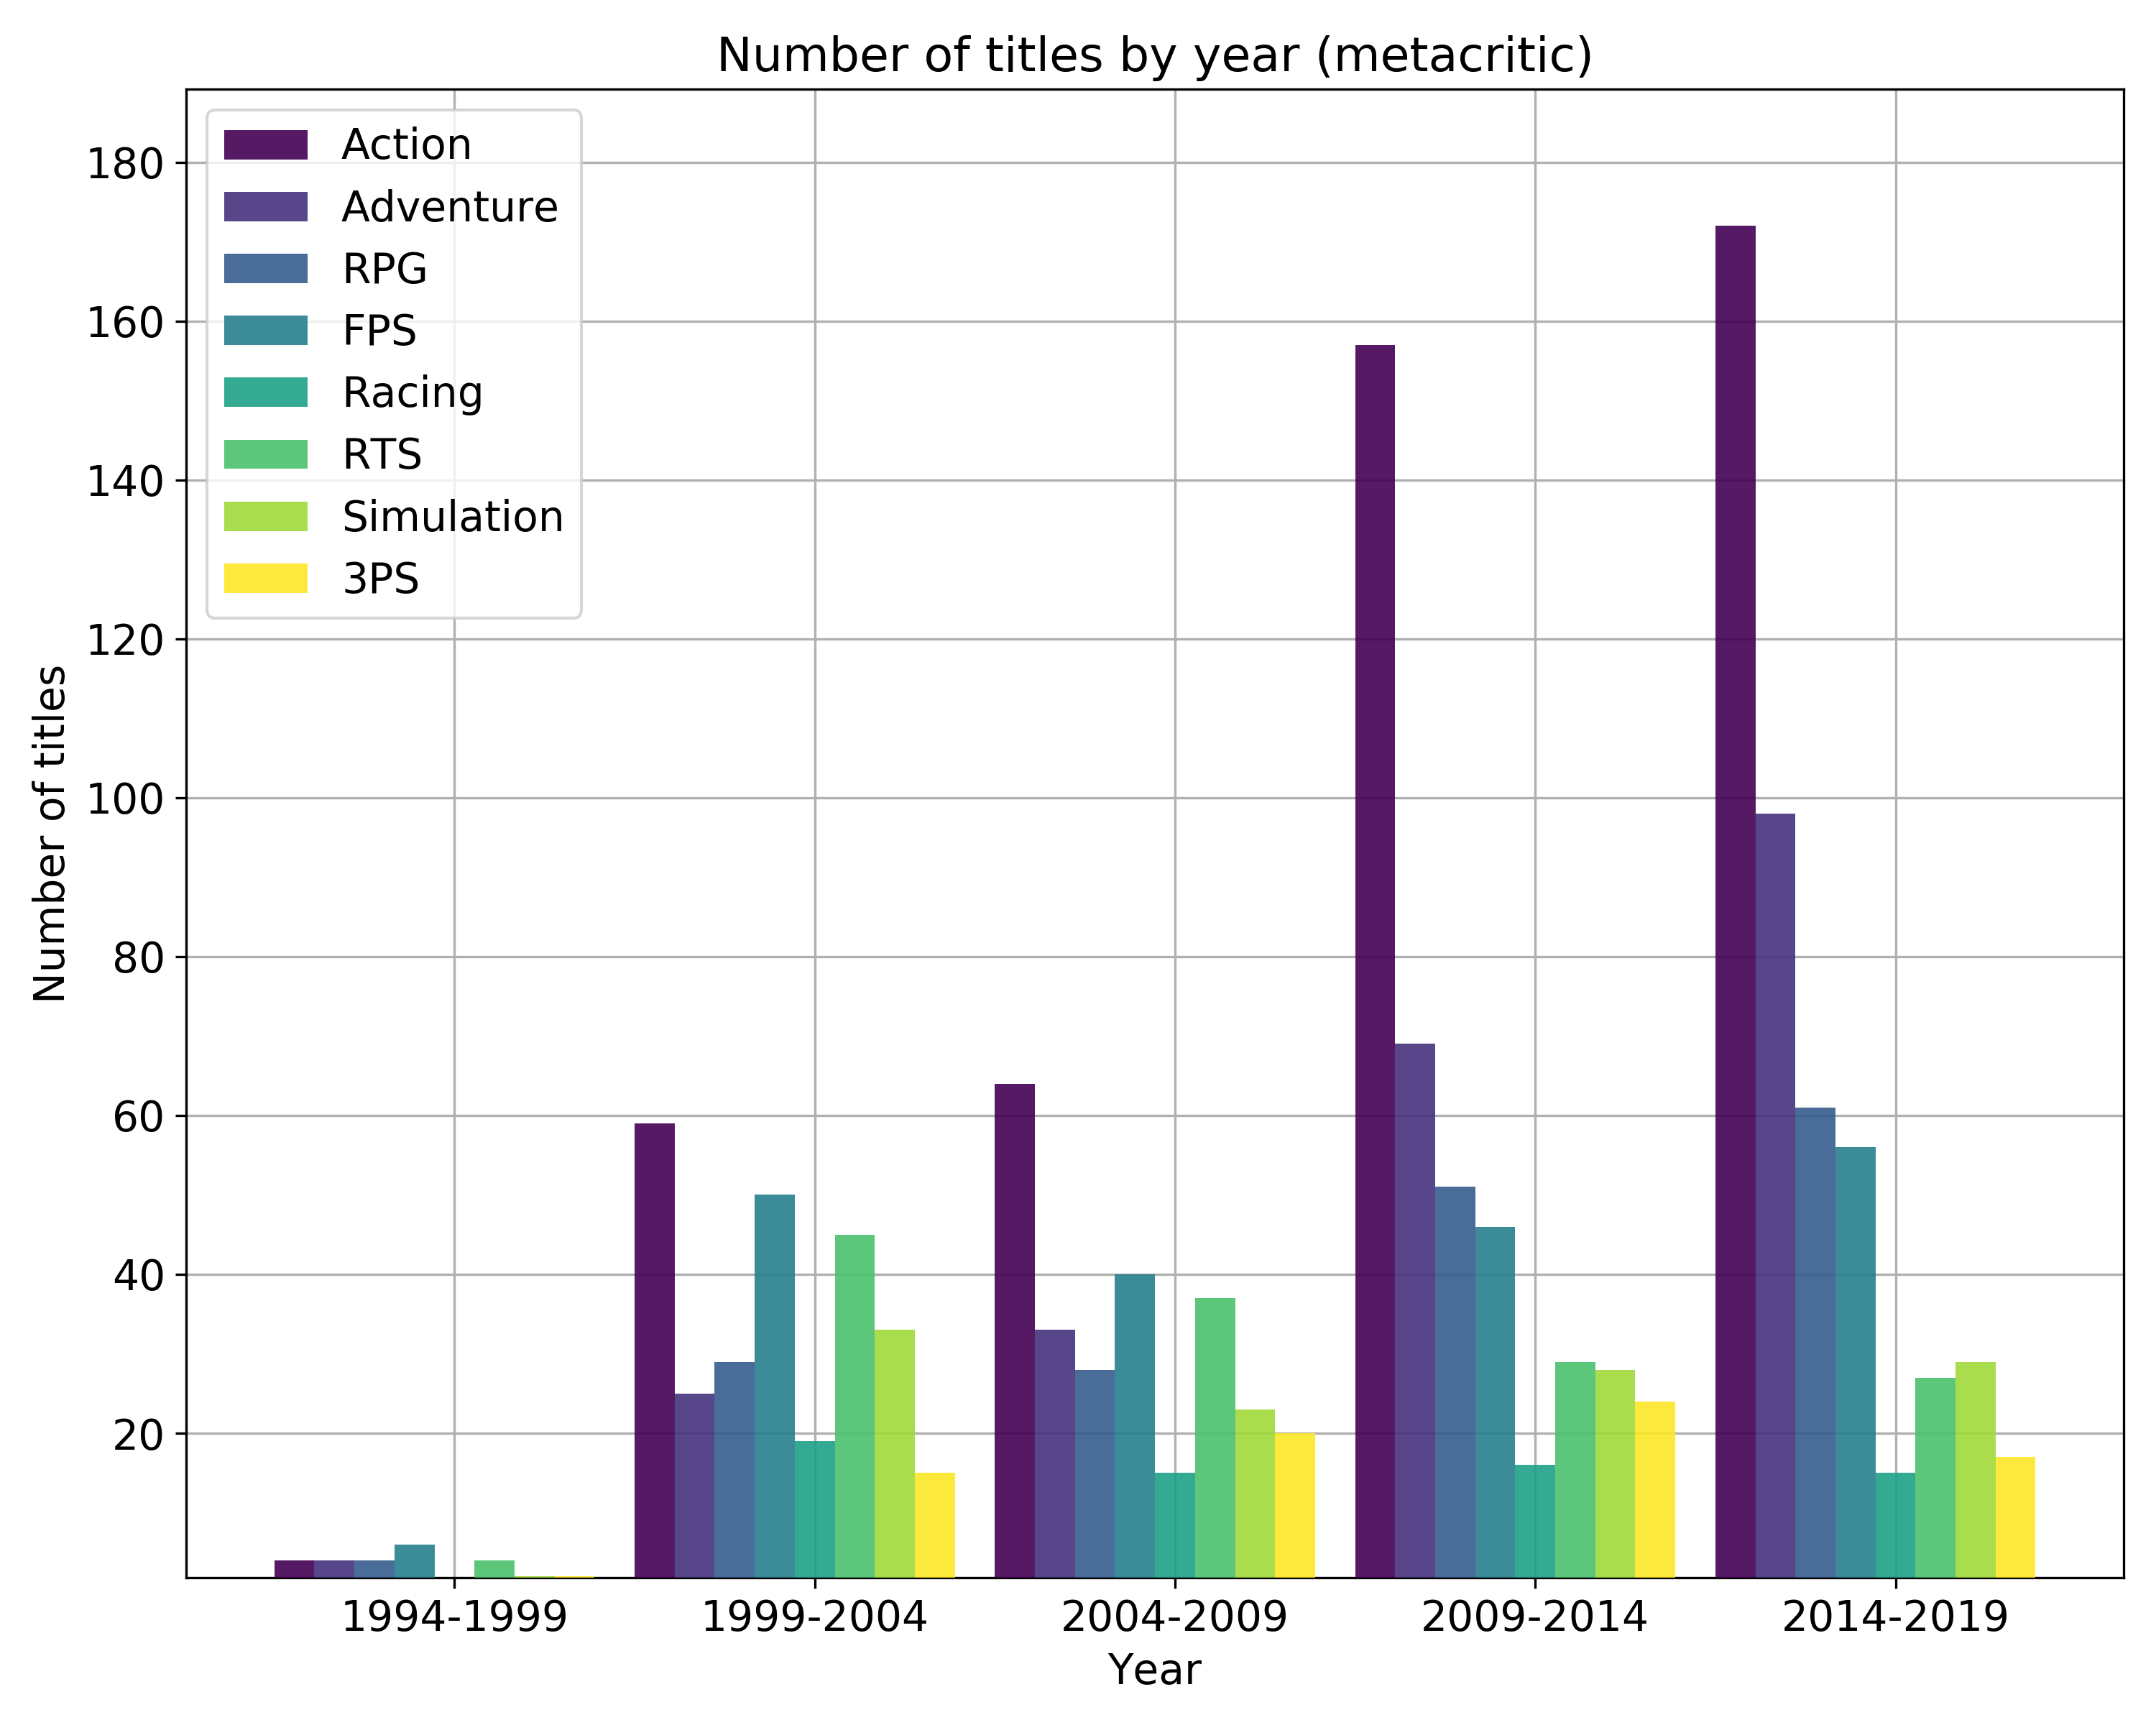 Number of titles by year (metacritic)
Action
Adventure
RPG
FPS
Racing
RTS
Simulation
3PS
180
160
140
120
100
80
60
40
20
Number of titles
1994-1999 1999-2004 2004-2009 2009-2014 2014-2019
Year